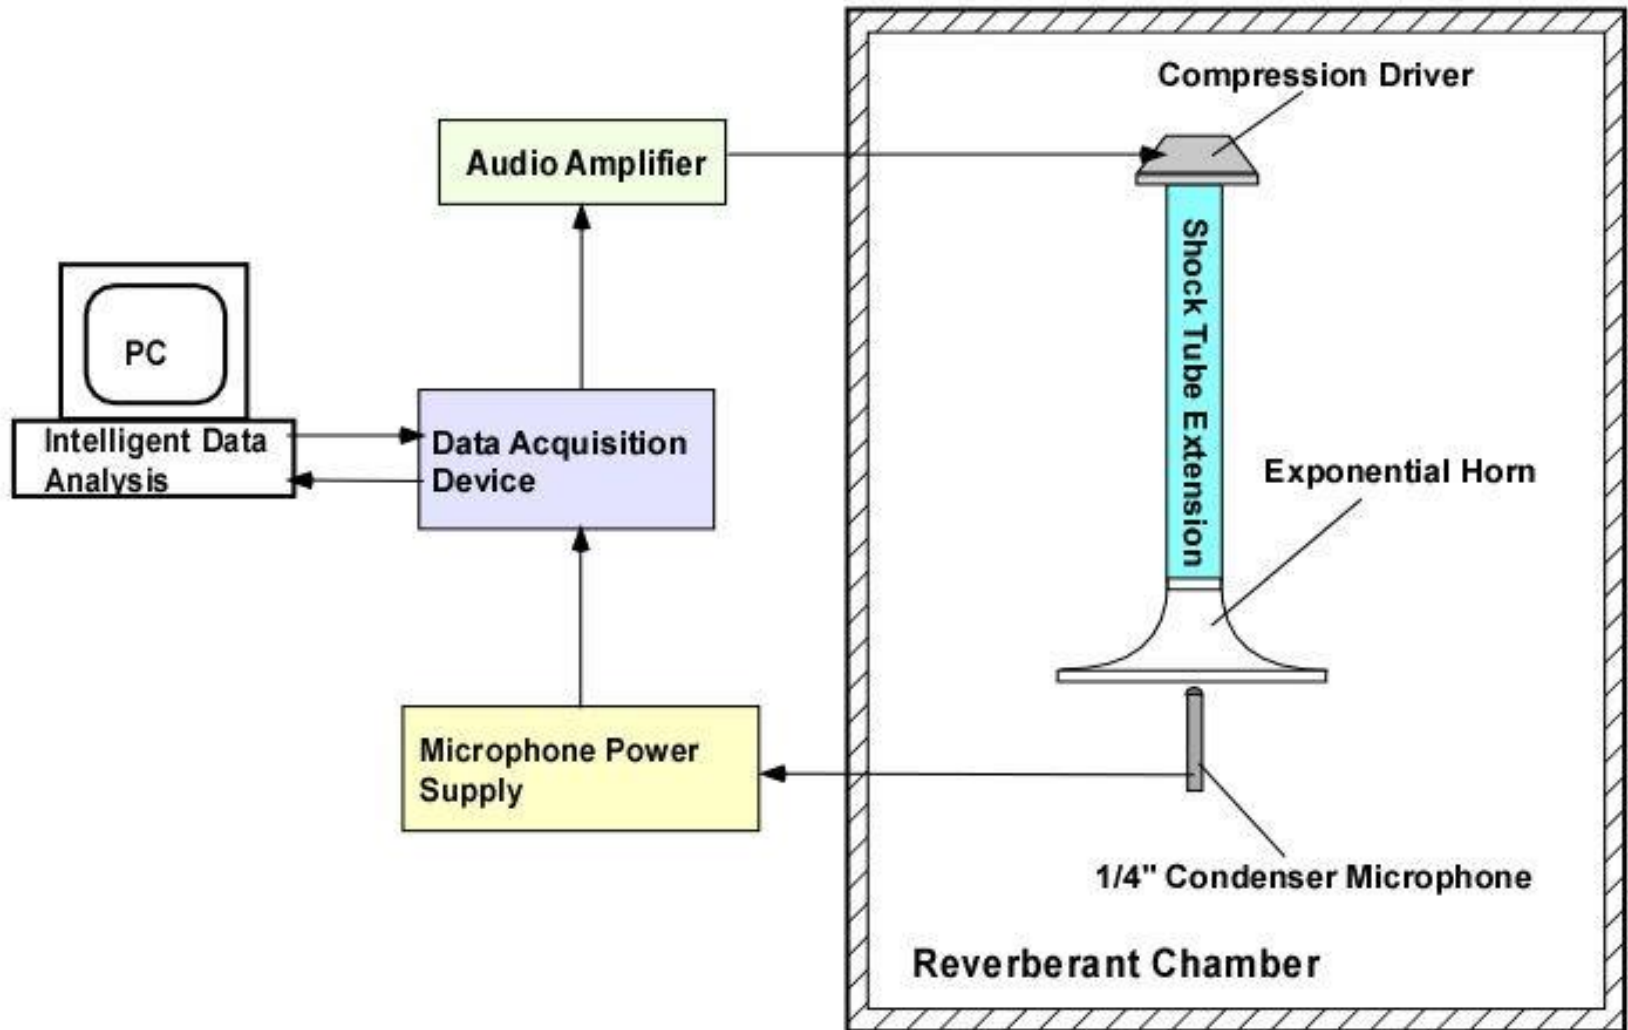 Compression Driver
Audio Amplifier
Shock Tube Extension
PC
Intelligent Data
Analysis
Data Acquisition
Device
Exponential Horn
Microphone Power
Supply
1/4" Condenser Microphone
Reverberant Chamber